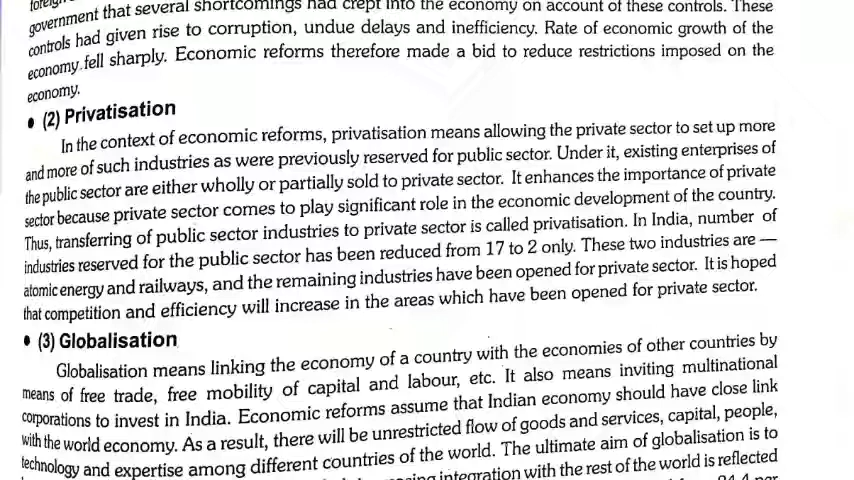 government that several shortcomings had crept into the economy on account of these controls. These
controls had given rise to corruption, undue delays and inefficiency. Rate of economic growth of the
economy fell sharply. Economic reforms therefore made a bid to reduce restrictions imposed on the
economy.
• (2) Privatisation
In the context of economic reforms, privatisation means allowing the private sector to set up more
and more of such industries as were previously reserved for public sector. Under it, existing enterprises of
the public sector are either wholly or partially sold to private sector. It enhances the importance of private
sector because private sector comes to play significant role in the economic development of the country.
Thus, transferring of public sector industries to private sector is called privatisation. In India, number of
industries reserved for the public sector has been reduced from 17 to 2 only. These two industries are —
atomic energy and railways, and the remaining industries have been opened for private sector. It is hoped
that competition and efficiency will increase in the areas which have been opened for private sector.
• (3) Globalisation
Globalisation means linking the economy of a country with the economies of other countries by
means of free trade, free mobility of capital and labour, etc. It also means inviting multinational
corporations to invest in India. Economic reforms assume that Indian economy should have close link
with the world economy. As a result, there will be unrestricted flow of goods and services, capital, people,
technology and expertise among different countries of the world. The ultimate aim of globalisation is to
integration with the rest of the world is reflected